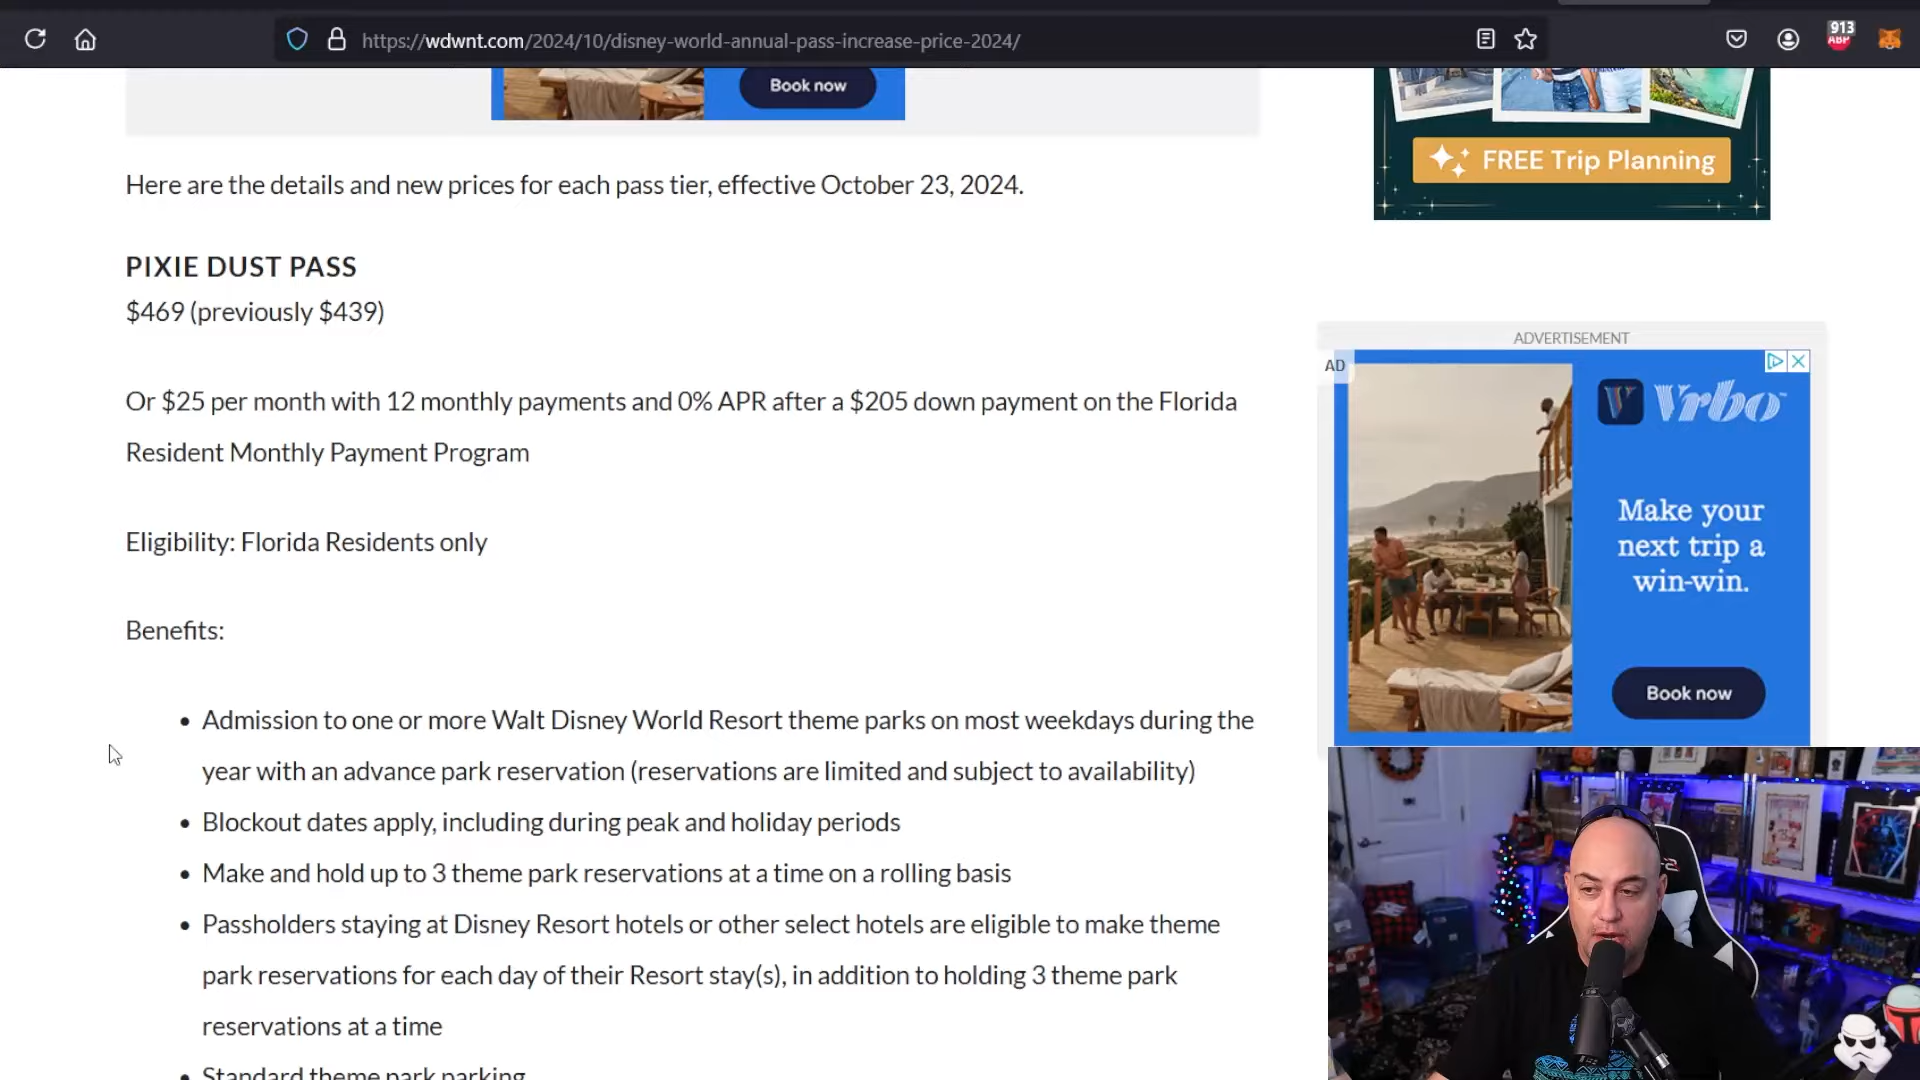 913
ABP
https://wdwnt.com/2024/10/disney-world-annual-pass-increase-price-2024/
Book now
FREE Trip Planning
Here are the details and new prices for each pass tier, effective October 23, 2024.
PIXIE DUST PASS
$469 (previously $439)
Or $25 per month with 12 monthly payments and 0% APR after a $205 down payment on the Florida
Resident Monthly Payment Program
Eligibility: Florida Residents only
Benefits:
Admission to one or more Walt Disney World Resort theme parks on most weekdays during the
year with an advance park reservation (reservations are limited and subject to availability)
Blockout dates apply, including during peak and holiday periods
Make and hold up to 3 theme park reservations at a time on a rolling basis
Passholders staying at Disney Resort hotels or other select hotels are eligible to make theme
park reservations for each day of their Resort stay(s), in addition to holding 3 theme park
reservations at a time
Standard theme park parking
ADVERTISEMENT
AD
Vrbo
Make your
next trip a
win-win.
Book now